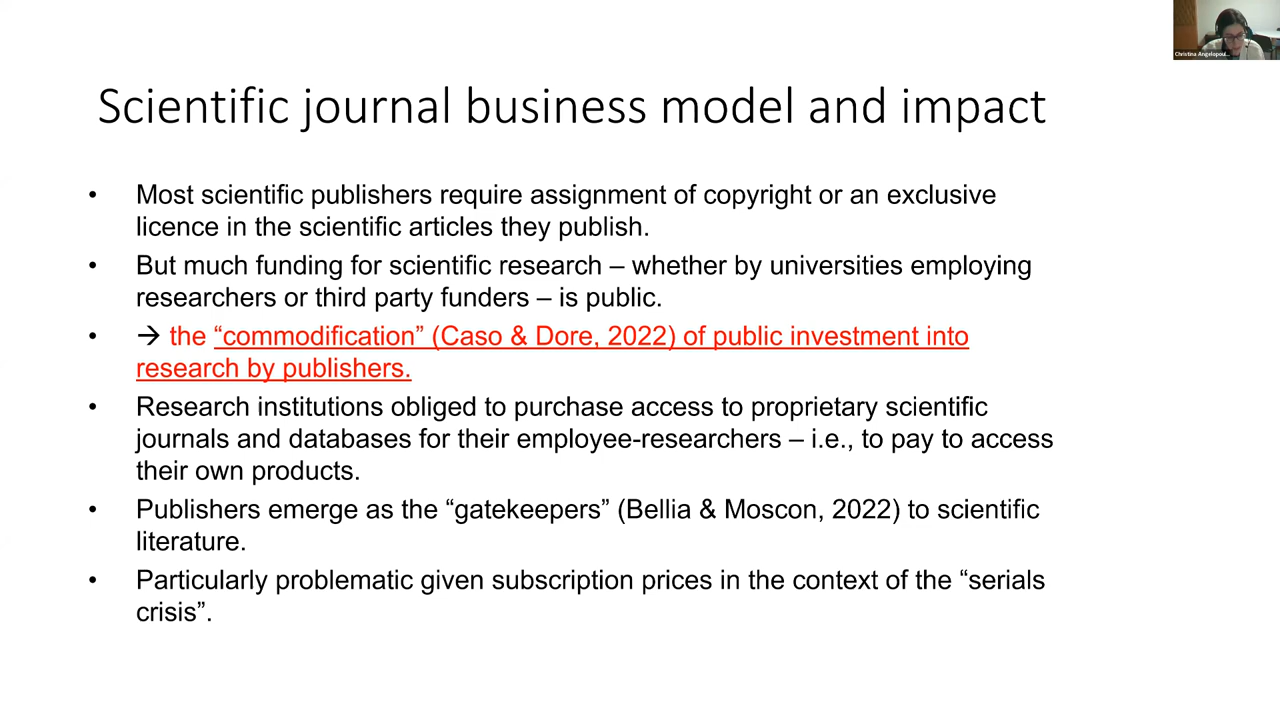 Christina Angelopoul...
Scientific journal business model and impact
• Most scientific publishers require assignment of copyright or an exclusive
licence in the scientific articles they publish.
• But much funding for scientific research – whether by universities employing
researchers or third party funders – is public.
• → the “commodification” (Caso & Dore, 2022) of public investment into
research by publishers.
• Research institutions obliged to purchase access to proprietary scientific
journals and databases for their employee-researchers – i.e., to pay to access
their own products.
• Publishers emerge as the “gatekeepers” (Bellia & Moscon, 2022) to scientific
literature.
• Particularly problematic given subscription prices in the context of the “serials
crisis”.